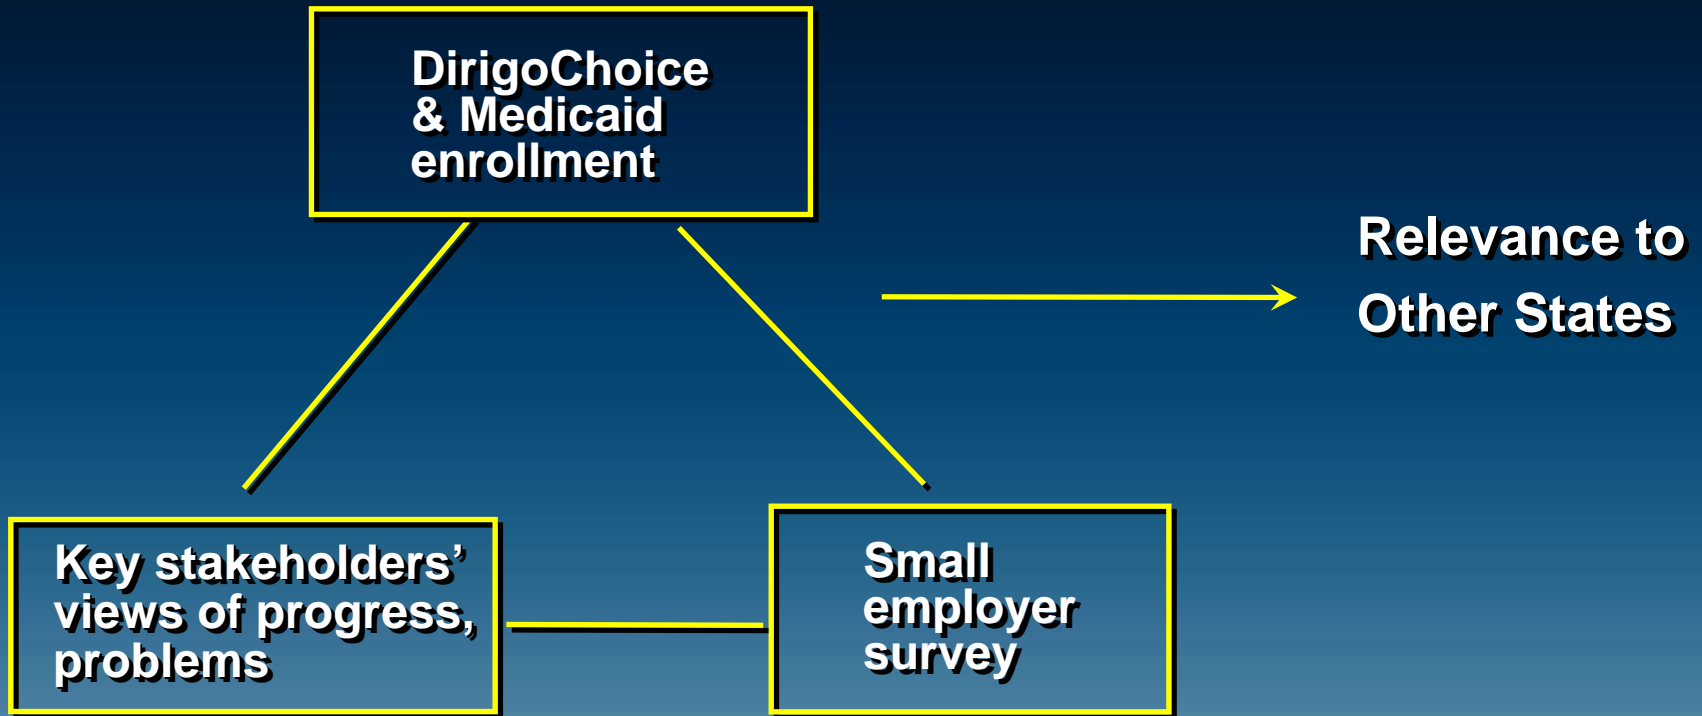 DirigoChoice
& Medicaid
enrollment
Relevance to
Other States
Key stakeholders’
views of progress,
problems
Small
employer
survey